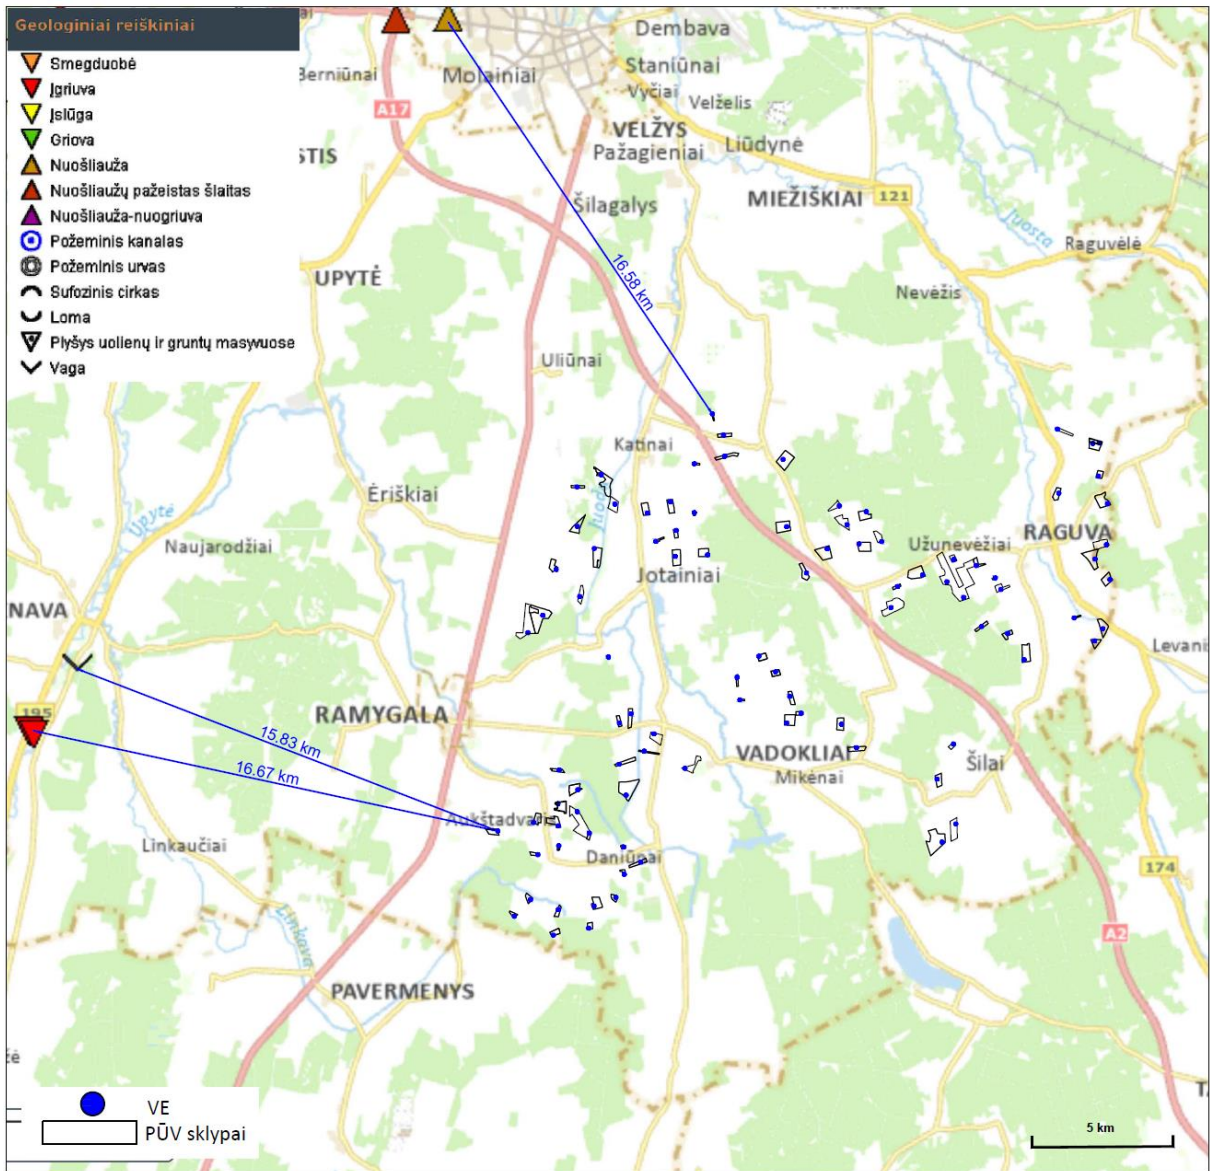 Geologiniai reiškiniai
Smegduobė
Įgriuva
Įslūga
Griova
Nuošliauža
Nuošliaužų pažeistas šlaitas
Nuošliauža-nuogriuva
Požeminis kanalas
Požeminis urvas
Sufozinis cirkas
Loma
Plyšys uolienų ir gruntų masyvuose
Vaga
Dembava
Berniūnai
Molainiai
Staniūnai
Vyčiai
Velželis
A17
VELŽYS
Pažagieniai
Liūdynė
STIS
MIEŽIŠKIAI
121
Šilagalys
Juosta
Raguvėlė
UPYTĖ
16.58 km
Nevėžis
Uliūnai
Katinai
Ėriškiai
Juod
Upytė
Naujarodžiai
RAGUVA
Užunevėžiai
Jotainiai
NAVA
Levani
195
RAMYGALA
15.83 km
16.67 km
VADOKLIAI
Mikėnai
Šilai
Aukštadvaris
Linkaučiai
Daniūnai
174
Linkava
A2
PAVERMENYS
VE
PŪV sklypai
5 km